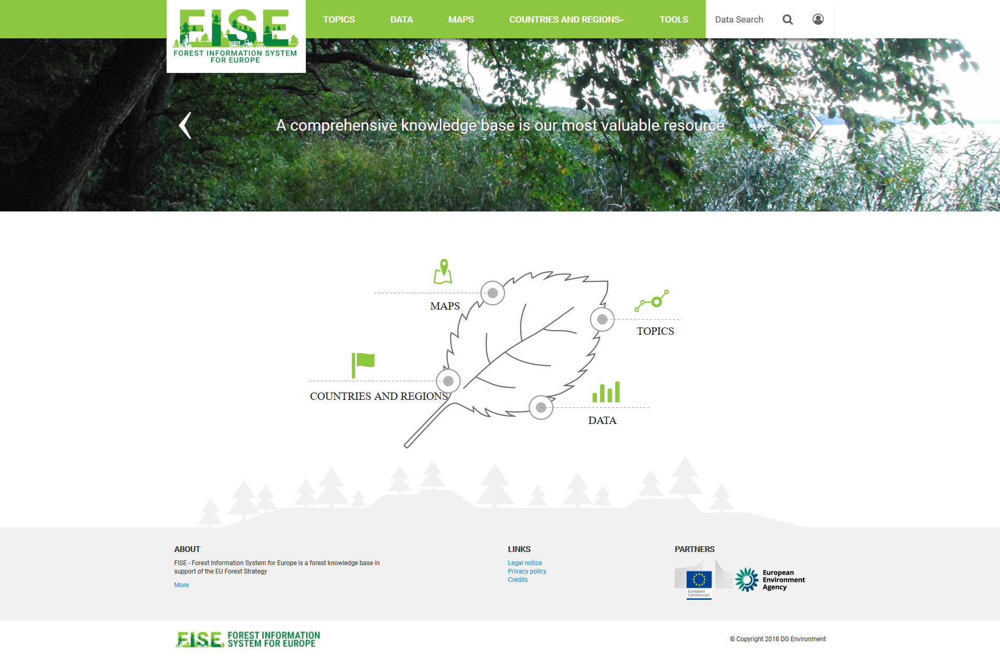 FISE
FOREST INFORMATION SYSTEM
FOR EUROPE
TOPICS
DATA
MAPS
COUNTRIES AND REGIONS
TOOLS
Data Search
A comprehensive knowledge base is our most valuable resource
MAPS
TOPICS
COUNTRIES AND REGIONS
DATA
ABOUT
FISE - Forest Information System for Europe is a forest knowledge base in
support of the EU Forest Strategy
More
LINKS
Legal notice
Privacy policy
Credits
PARTNERS
European
Commission
European
Environment
Agency
FISE
FOREST INFORMATION
SYSTEM FOR EUROPE
© Copyright 2018 DG Environment